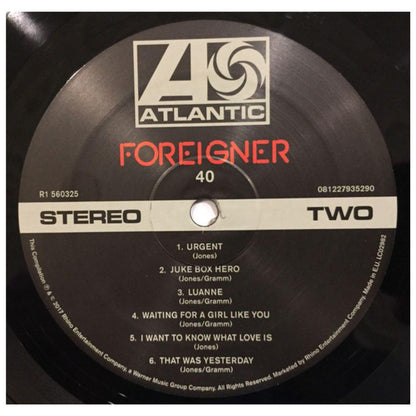 ATLANTIC
FOREIGNER
40
R1 560325
081227935290
STEREO
TWO
1. URGENT
(Jones)
2. JUKE BOX HERO
(Jones/Gramm)
3. LUANNE
(Jones/Gramm)
4. WAITING FOR A GIRL LIKE YOU
(Jones/Gramm)
5. I WANT TO KNOW WHAT LOVE IS
(Jones)
6. THAT WAS YESTERDAY
(Jones/Gramm)
This Compilation ℗ & © 2017 Rhino Entertainment Company, a Warner Music Group Company. All Rights Reserved. Marketed by Rhino Entertainment Company. Made in E.U. LC02982